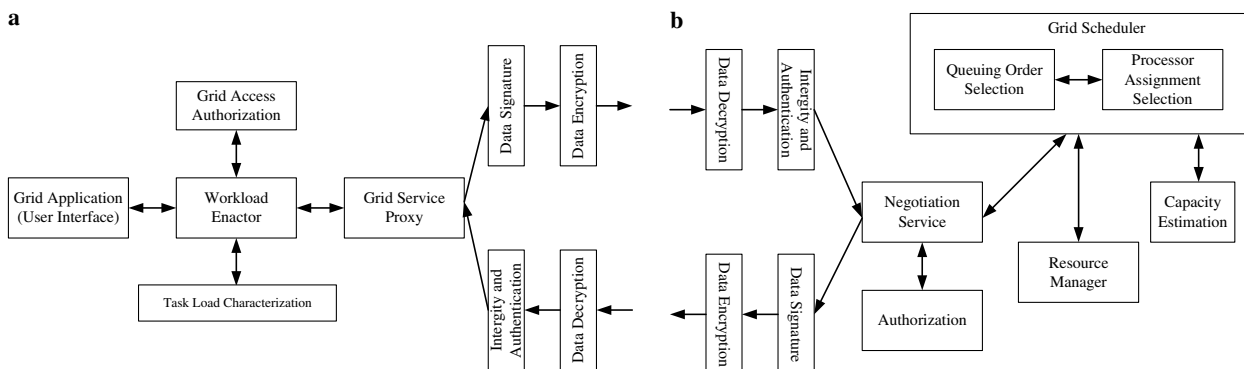 a
Grid Access
Authorization
Grid Application
(User Interface)
Workload
Enactor
Grid Service
Proxy
Task Load Characterization
Data Signature
Data Encryption
Intergity and
Authentication
Data Decryption
b
Data Decryption
Intergity and
Authentication
Grid Scheduler
Queuing Order
Selection
Processor
Assignment
Selection
Negotiation
Service
Capacity
Estimation
Resource
Manager
Authorization
Data Encryption
Data Signature